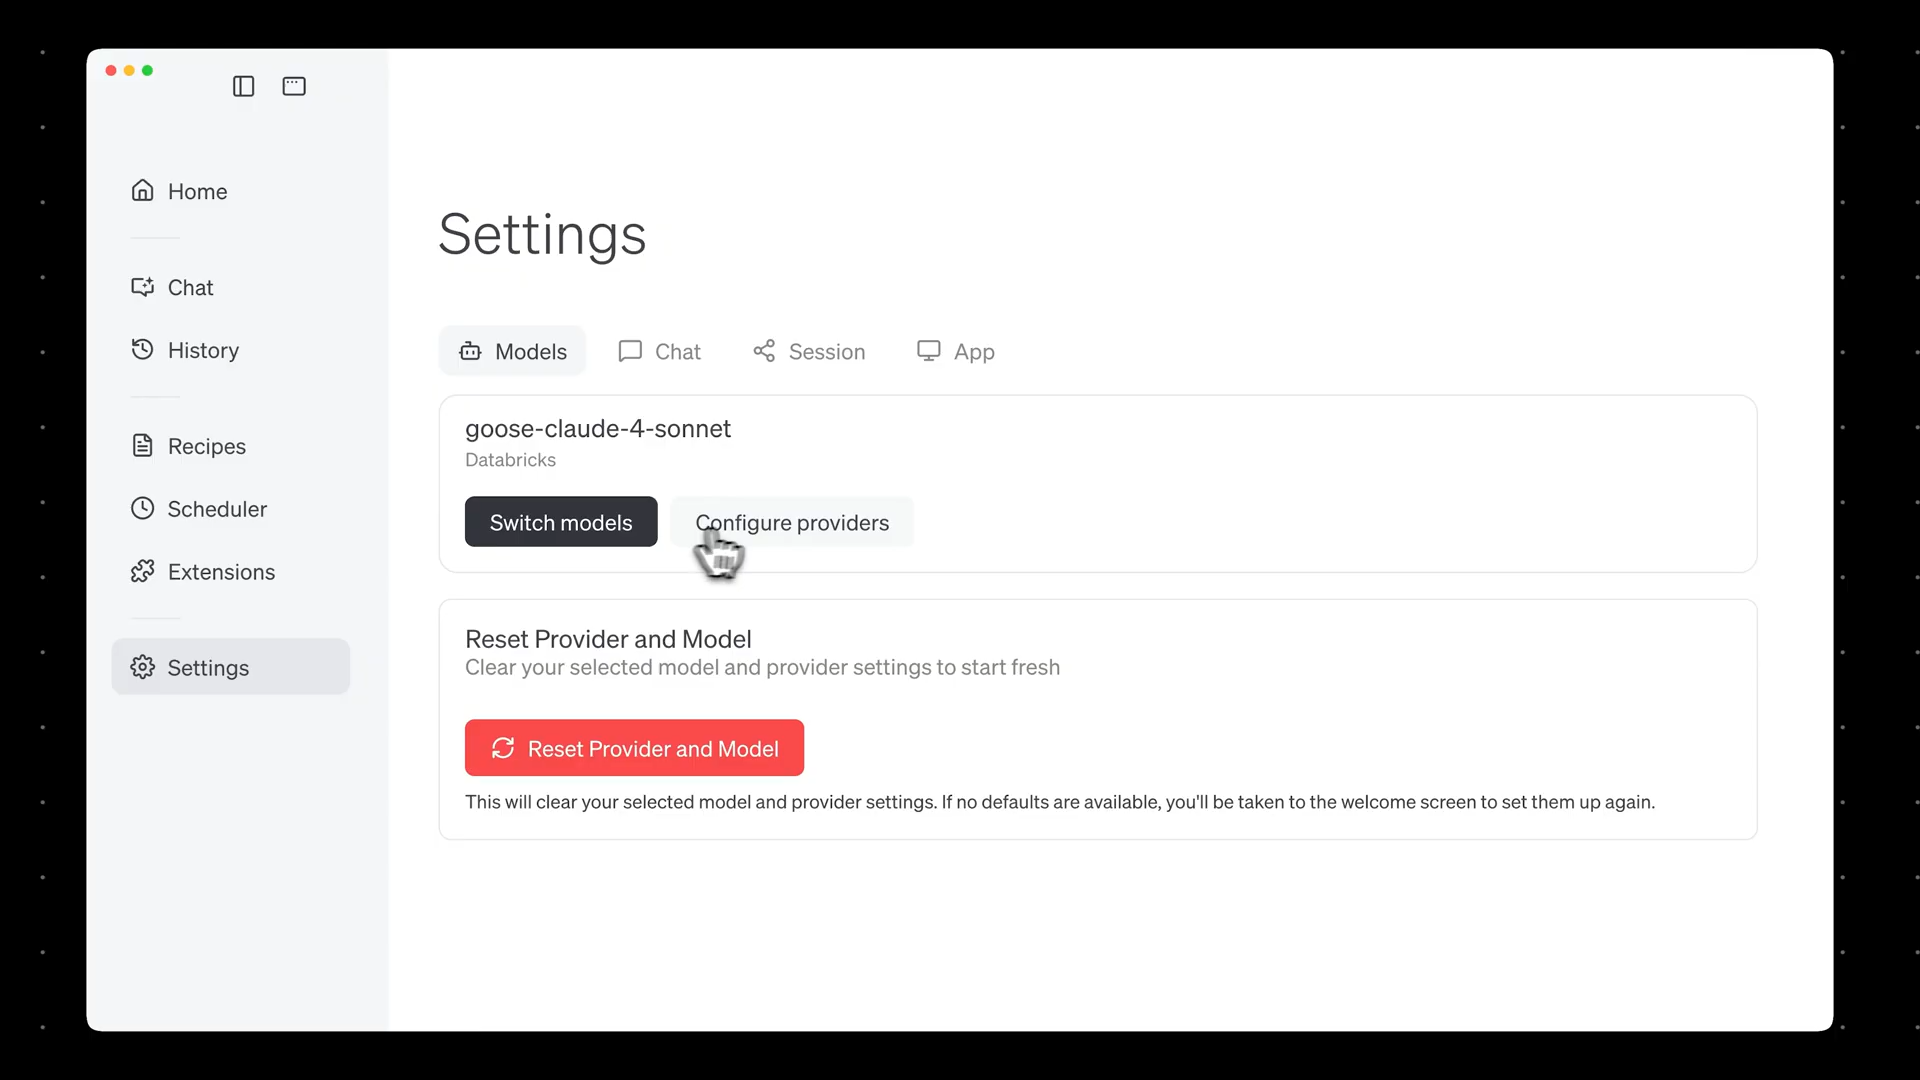 Home
Chat
History
Recipes
Scheduler
Extensions
Settings
Settings
Models
Chat
Session
App
goose-claude-4-sonnet
Databricks
Switch models
Configure providers
Reset Provider and Model
Clear your selected model and provider settings to start fresh
Reset Provider and Model
This will clear your selected model and provider settings. If no defaults are available, you'll be taken to the welcome screen to set them up again.